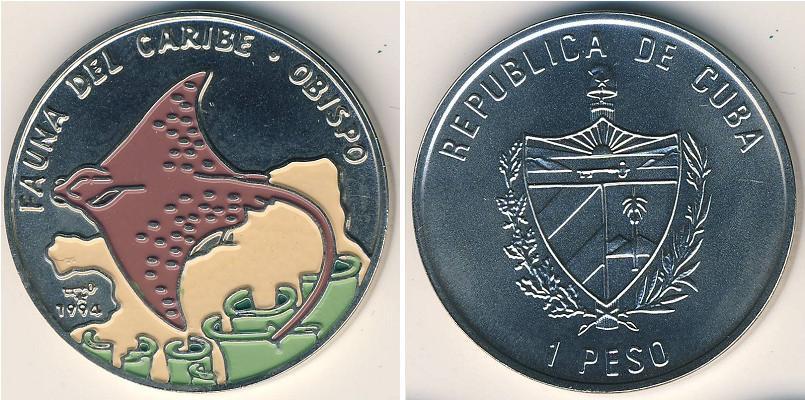 FAUNA DEL CARIBE · OBISPO
1994
REPUBLICA DE CUBA
1 PESO